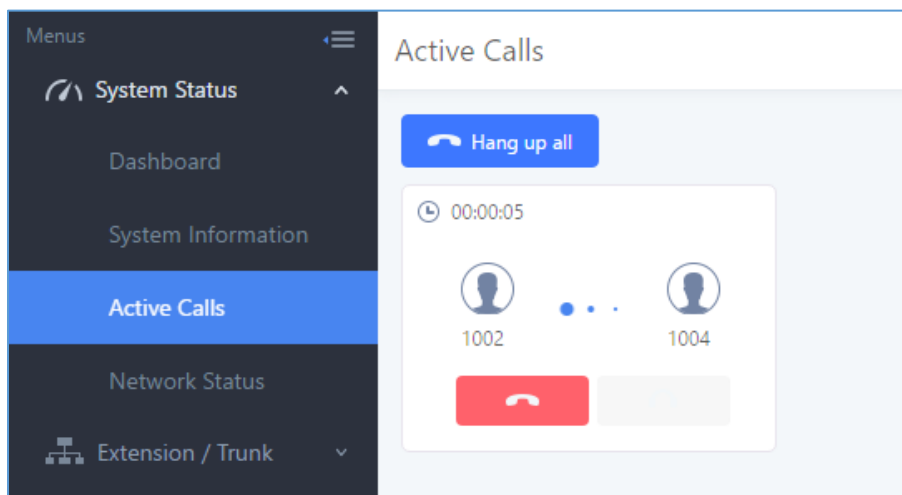 Menus
System Status
Dashboard
System Information
Active Calls
Network Status
Extension / Trunk
Active Calls
Hang up all
00:00:05
1002
1004